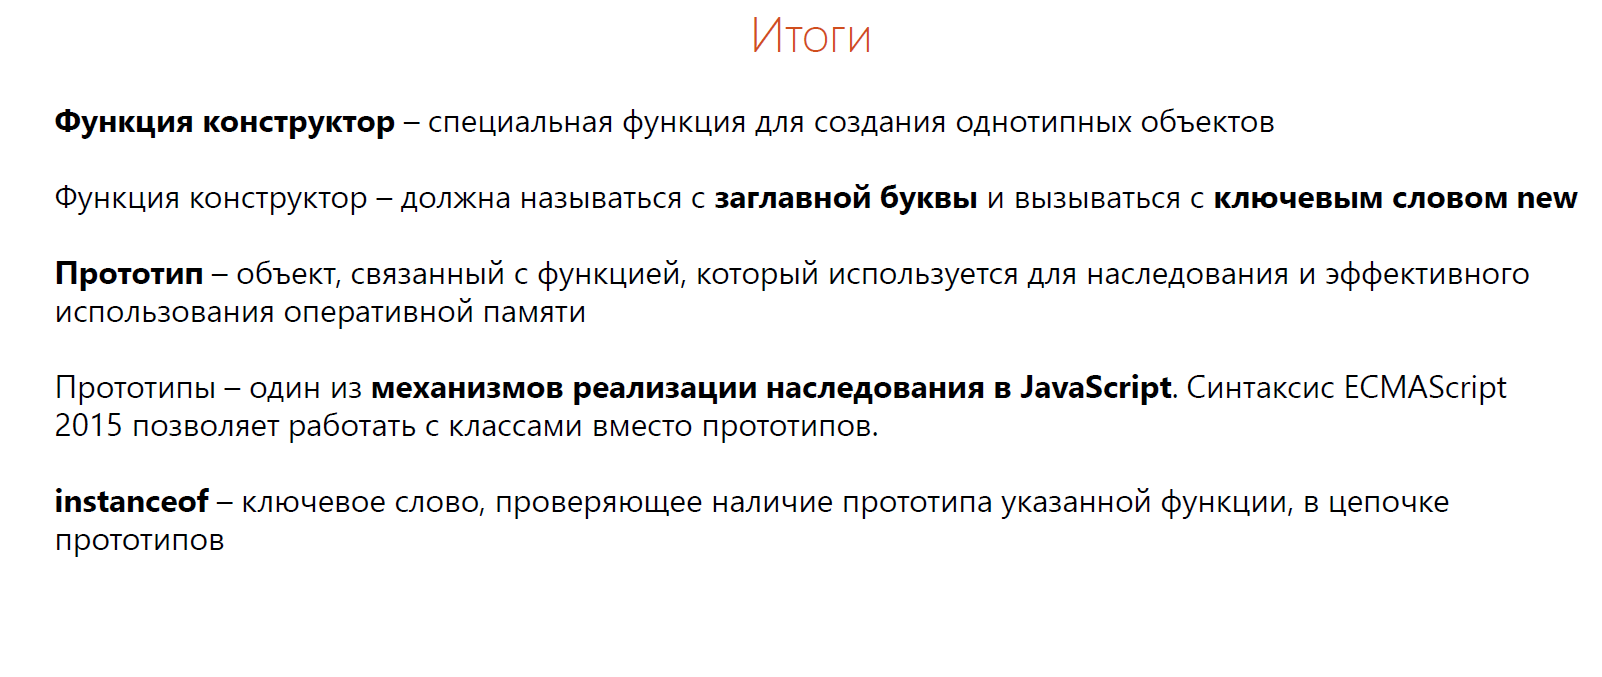 Итоги
Функция конструктор – специальная функция для создания однотипных объектов
Функция конструктор – должна называться с заглавной буквы и вызываться с ключевым словом new
Прототип – объект, связанный с функцией, который используется для наследования и эффективного
использования оперативной памяти
Прототипы – один из механизмов реализации наследования в JavaScript. Синтаксис ECMAScript
2015 позволяет работать с классами вместо прототипов.
instanceof – ключевое слово, проверяющее наличие прототипа указанной функции, в цепочке
прототипов